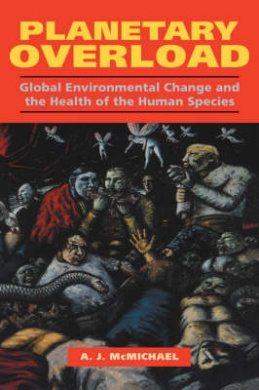 PLANETARY
OVERLOAD
Global Environmental Change and
the Health of the Human Species
A. J. McMICHAEL